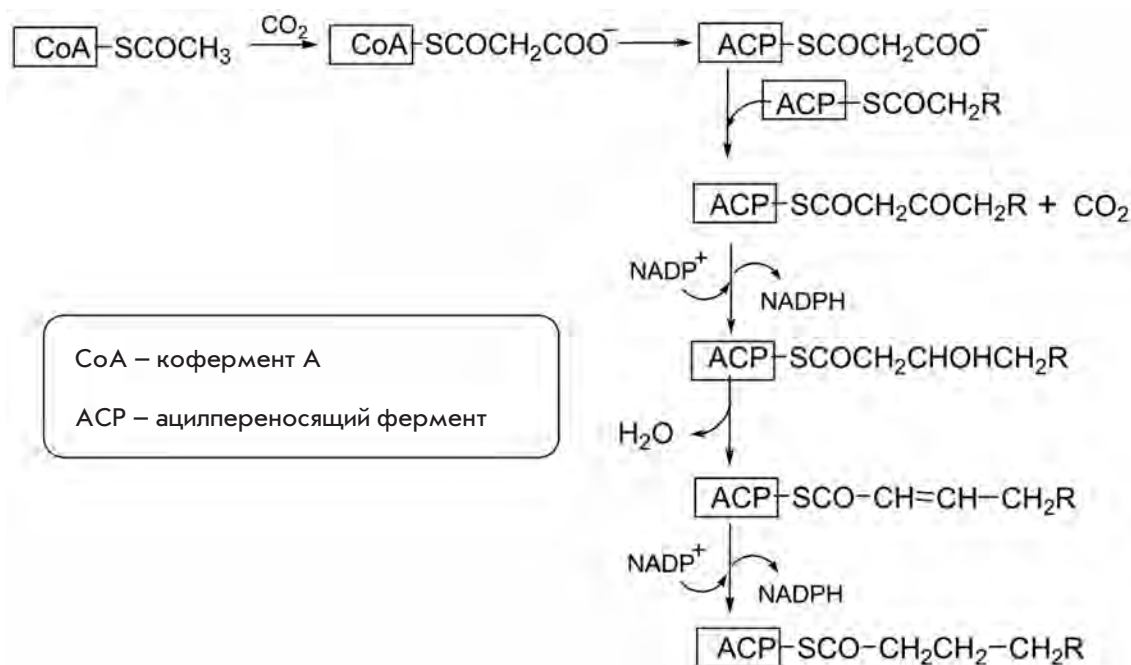 CoA–SCOCH₃ CO₂ CoA–SCOCH₂COO⁻ ACP–SCOCH₂COO⁻
ACP–SCOCH₂R
ACP–SCOCH₂COCH₂R + CO₂
NADP⁺
NADPH
ACP–SCOCH₂CHOHCH₂R
H₂O
ACP–SCO–CH=CH–CH₂R
NADP⁺
NADPH
ACP–SCO–CH₂CH₂–CH₂R
CoA – кофермент А
ACP – ацилпереносящий фермент